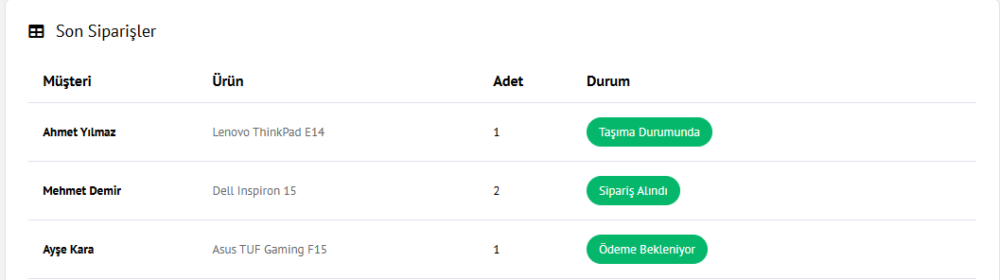 Son Siparişler
Müşteri Ürün Adet Durum
Ahmet Yılmaz Lenovo ThinkPad E14 1 Taşıma Durumunda
Mehmet Demir Dell Inspiron 15 2 Sipariş Alındı
Ayşe Kara Asus TUF Gaming F15 1 Ödeme Bekleniyor